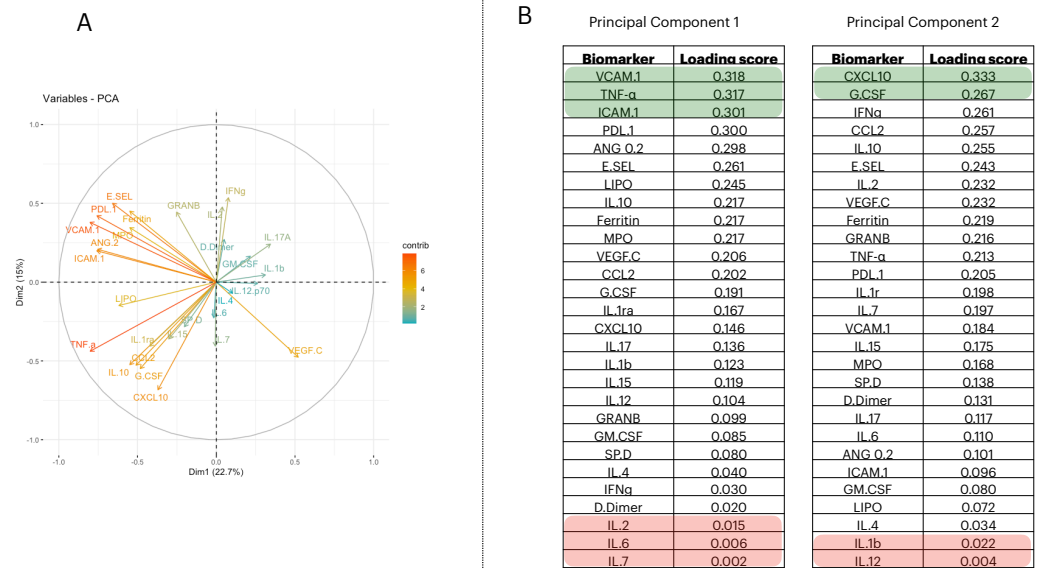 A
Variables - PCA
1.0
0.5
0.0
-0.5
-1.0
-1.0
-0.5
0.0
0.5
1.0
Dim2 (15%)
Dim1 (22.7%)
E.SEL
PDL.1
Ferritin
VCAM.1
MPO
ANG.2
ICAM.1
GRANB
IFNg
IL.2
IL.17A
D.Dimer
GM.CSF
IL.1b
IL.12.p70
LIPO
IL.4
IL.6
SP.D
IL.15
IL.7
TNF.a
IL.1ra
CCL2
IL.10
G.CSF
CXCL10
VEGF.C
contrib
6
4
2
B
Principal Component 1
Biomarker Loading score
VCAM.1 0.318
TNF-α 0.317
ICAM.1 0.301
PDL.1 0.300
ANG 0.2 0.298
E.SEL 0.261
LIPO 0.245
IL.10 0.217
Ferritin 0.217
MPO 0.217
VEGF.C 0.206
CCL2 0.202
G.CSF 0.191
IL.1ra 0.167
CXCL10 0.146
IL.17 0.136
IL.1b 0.123
IL.15 0.119
IL.12 0.104
GRANB 0.099
GM.CSF 0.085
SP.D 0.080
IL.4 0.040
IFNg 0.030
D.Dimer 0.020
IL.2 0.015
IL.6 0.006
IL.7 0.002
Principal Component 2
Biomarker Loading score
CXCL10 0.333
G.CSF 0.267
IFNg 0.261
CCL2 0.257
IL.10 0.255
E.SEL 0.243
IL.2 0.232
VEGF.C 0.232
Ferritin 0.219
GRANB 0.216
TNF-α 0.213
PDL.1 0.205
IL.1r 0.198
IL.7 0.197
VCAM.1 0.184
IL.15 0.175
MPO 0.168
SP.D 0.138
D.Dimer 0.131
IL.17 0.117
IL.6 0.110
ANG 0.2 0.101
ICAM.1 0.096
GM.CSF 0.080
LIPO 0.072
IL.4 0.034
IL.1b 0.022
IL.12 0.004